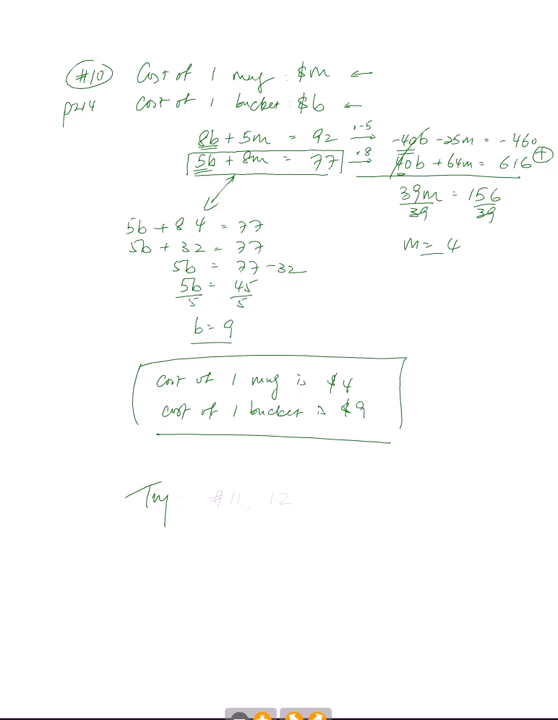 #10 Cost of 1 mug : $m ←
p214 cost of 1 bucket : $b ←
8b + 5m = 92 ×-5 → -40b - 25m = -460
5b + 8m = 77 ×8 → 40b + 64m = 616 +
39m = 156
39 39
m = 4
5b + 8·4 = 77
5b + 32 = 77
5b = 77 - 32
5b = 45
5 5
b = 9
cost of 1 mug is $4
cost of 1 bucket is $9
Try : #11, 12